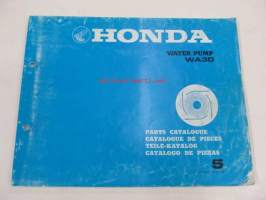 HONDA
WATER PUMP
WA30
PARTS CATALOGUE
CATALOGUE DE PIECES
TEILE-KATALOG
CATALOGO DE PIEZAS
5